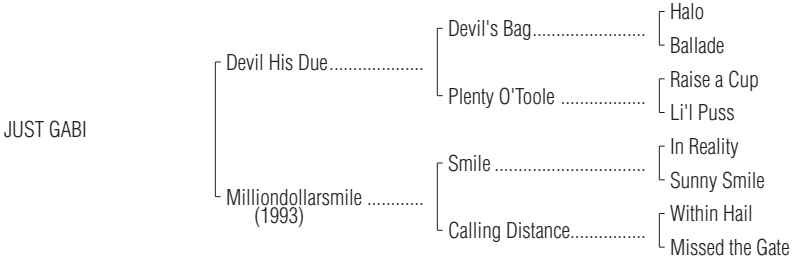 Halo
Devil's Bag........................
Ballade
Devil His Due....................
Raise a Cup
Plenty O'Toole ..................
Li'l Puss
JUST GABI
In Reality
Smile ................................
Sunny Smile
Milliondollarsmile ............
(1993)
Within Hail
Calling Distance................
Missed the Gate